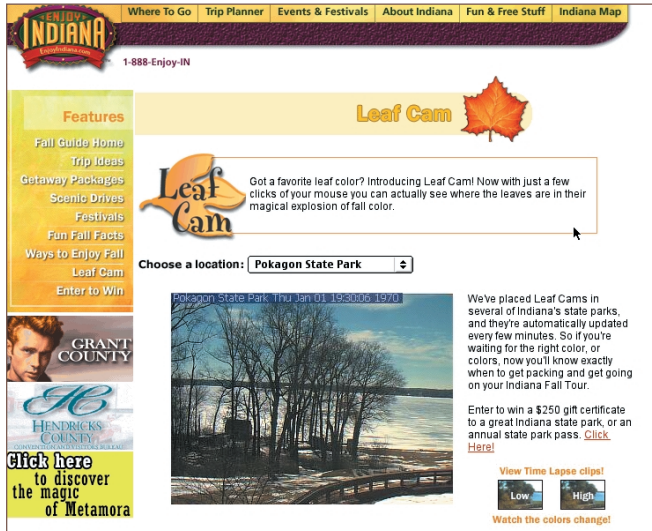 ENJOY
INDIANA
EnjoyIndiana.com
Where To Go
Trip Planner
Events & Festivals
About Indiana
Fun & Free Stuff
Indiana Map
1-888-Enjoy-IN
Features
Fall Guide Home
Trip Ideas
Getaway Packages
Scenic Drives
Festivals
Fun Fall Facts
Ways to Enjoy Fall
Leaf Cam
Enter to Win
Leaf Cam
Leaf
Cam
Got a favorite leaf color? Introducing Leaf Cam! Now with just a few
clicks of your mouse you can actually see where the leaves are in their
magical explosion of fall color.
Choose a location: Pokagon State Park
Pokagon State Park Thu Jan 01 19:30:06 1970
We've placed Leaf Cams in
several of Indiana's state parks,
and they're automatically updated
every few minutes. So if you're
waiting for the right color, or
colors, now you'll know exactly
when to get packing and get going
on your Indiana Fall Tour.
Enter to win a $250 gift certificate
to a great Indiana state park, or an
annual state park pass. Click
Here!
View Time Lapse clips!
Low
High
Watch the colors change!
GRANT
COUNTY
HENDRICKS
COUNTY
CONVENTION AND VISITORS BUREAU
Click here
to discover
the magic
of Metamora